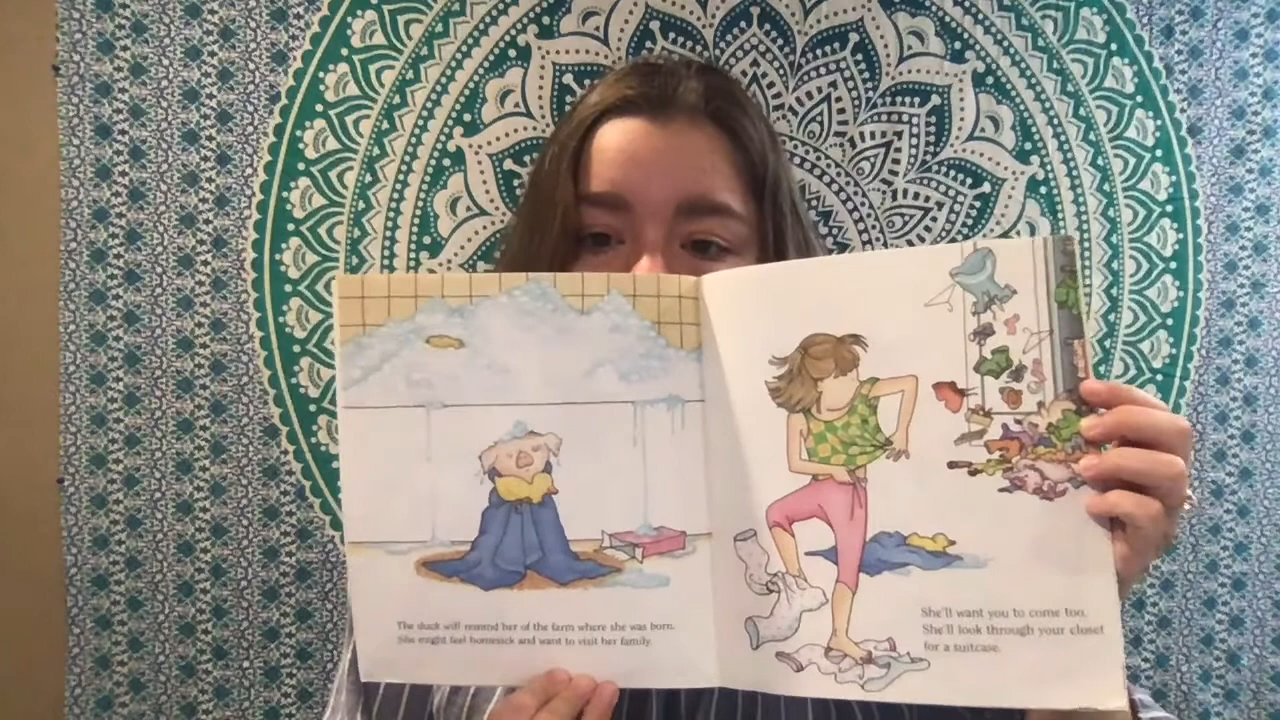 The duck will remind her of the farm where she was born.
She might feel homesick and want to visit her family.
She'll want you to come too.
She'll look through your closet
for a suitcase.